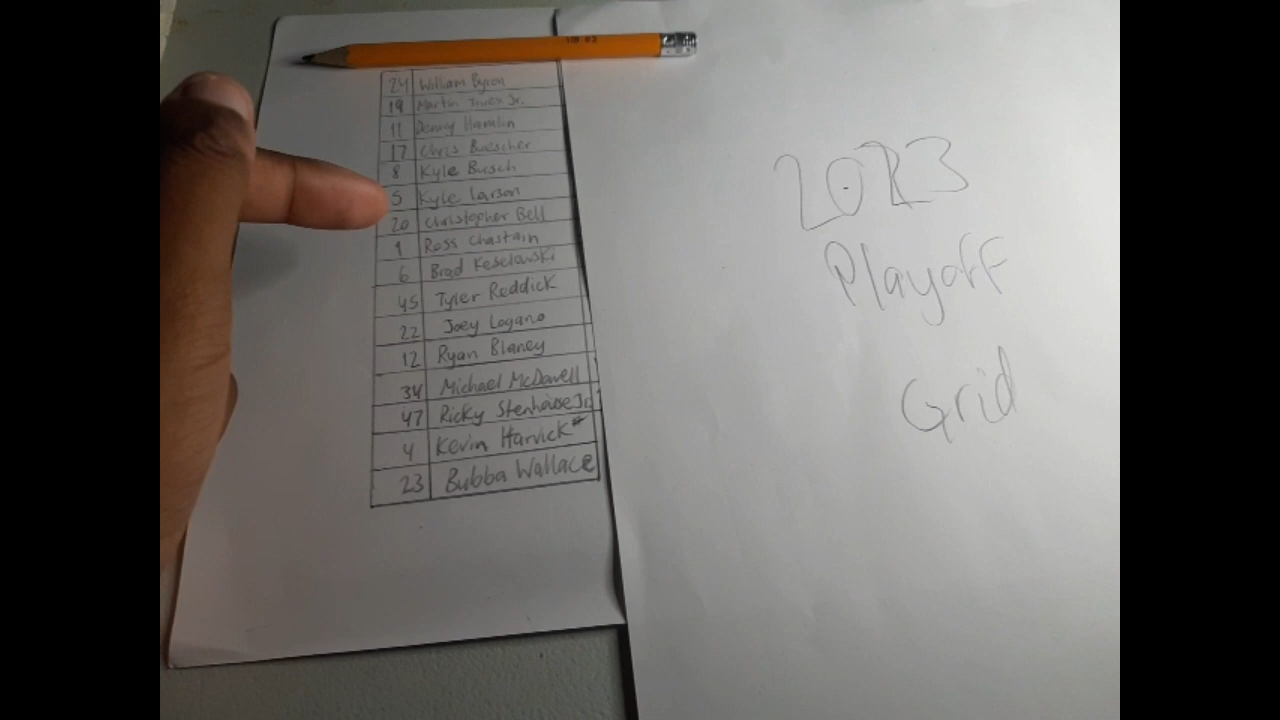 24 William Byron
19 Martin Truex Jr.
11 Denny Hamlin
17 Chris Buescher
8 Kyle Busch
5 Kyle Larson
20 Christopher Bell
1 Ross Chastain
6 Brad Keselowski
45 Tyler Reddick
22 Joey Logano
12 Ryan Blaney
34 Michael McDowell
47 Ricky Stenhouse Jr.
4 Kevin Harvick#
23 Bubba Wallace
2023
Playoff
Grid